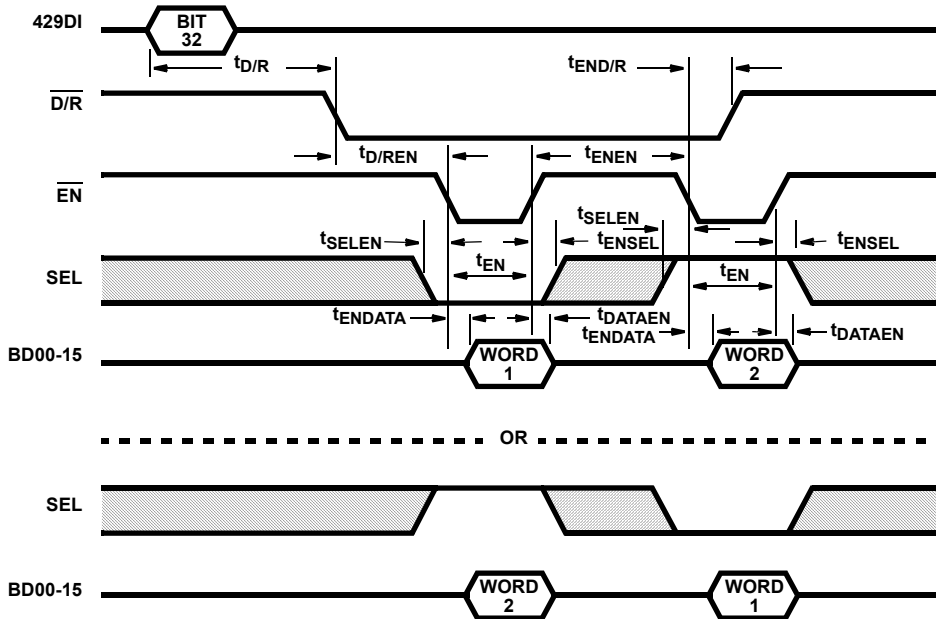 429DI
BIT
32
tD/R
tEND/R
D/R
tD/REN
tENEN
EN
tSELEN
tSELEN
tENSEL
tENSEL
SEL
tEN
tEN
tENDATA
tDATAEN
tENDATA
tDATAEN
BD00-15
WORD
1
WORD
2
OR
SEL
BD00-15
WORD
2
WORD
1